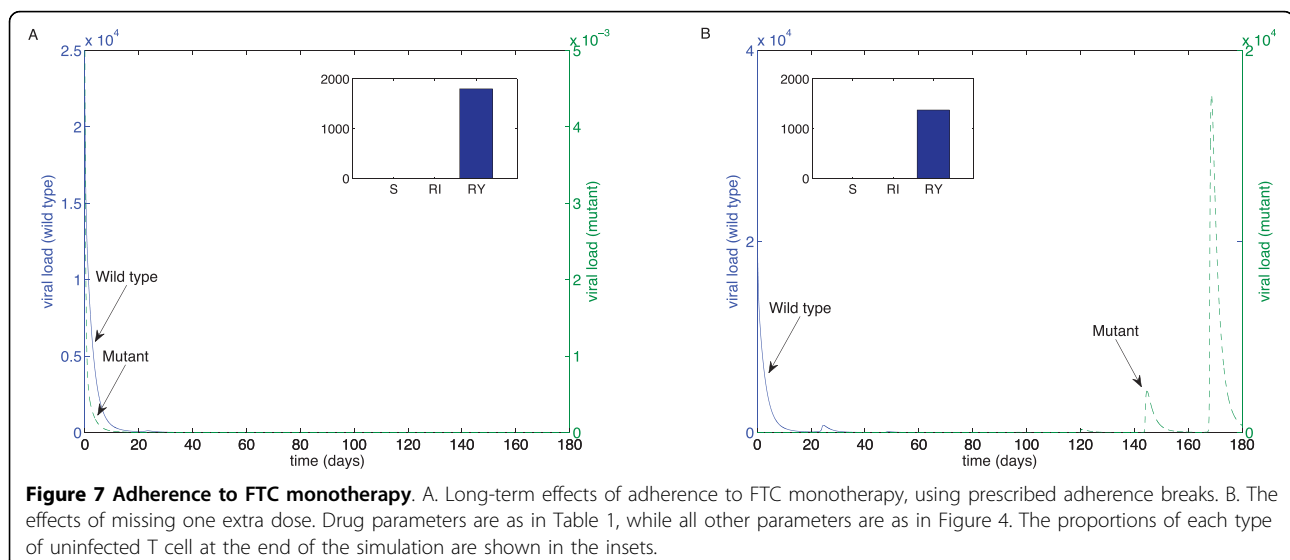 A
x 10⁴
2.5
2
1.5
1
0.5
0
viral load (wild type)
x 10⁻³
5
4
3
2
1
0
viral load (mutant)
2000
1000
0
S RI RY
Wild type
Mutant
0 20 40 60 80 100 120 140 160 180
time (days)
B
x 10⁴
4
2
0
viral load (wild type)
x 10⁴
2
1
0
viral load (mutant)
2000
1000
0
S RI RY
Wild type
Mutant
0 20 40 60 80 100 120 140 160 180
time (days)
Figure 7 Adherence to FTC monotherapy. A. Long-term effects of adherence to FTC monotherapy, using prescribed adherence breaks. B. The
effects of missing one extra dose. Drug parameters are as in Table 1, while all other parameters are as in Figure 4. The proportions of each type
of uninfected T cell at the end of the simulation are shown in the insets.